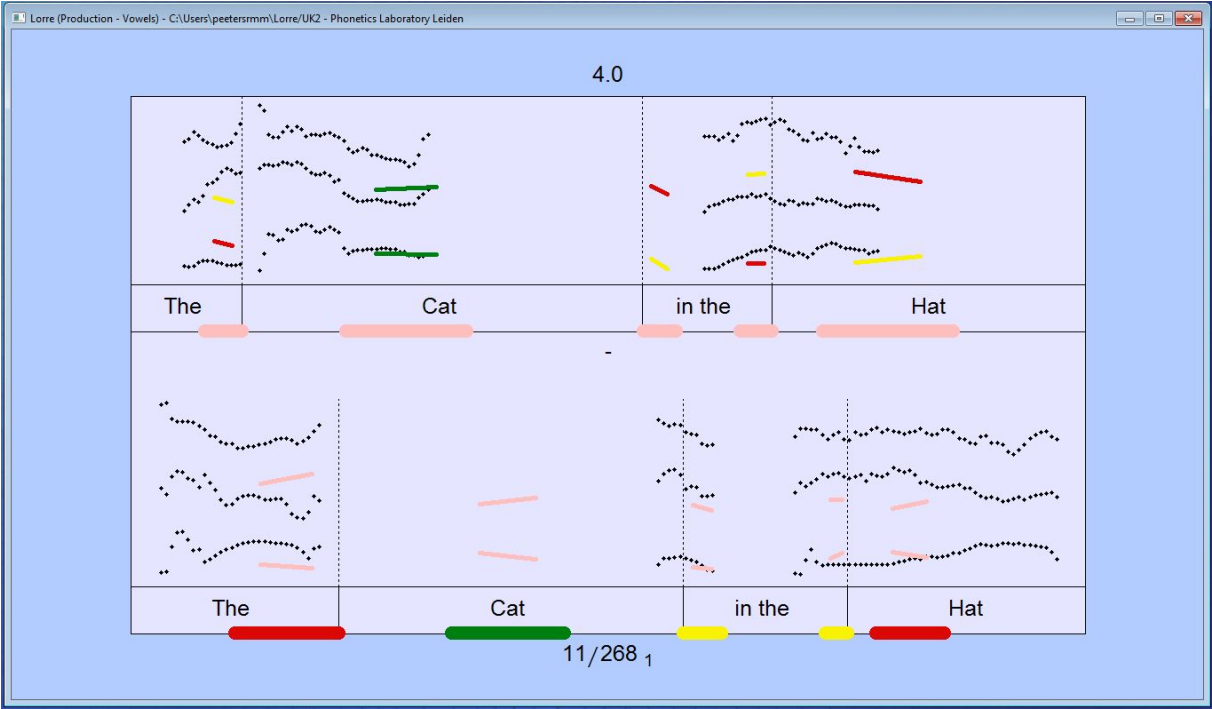 Lorre (Production - Vowels) - C:\Users\peetersrmm\Lorre/UK2 - Phonetics Laboratory Leiden
4.0
The Cat in the Hat
-
The Cat in the Hat
11/268 1